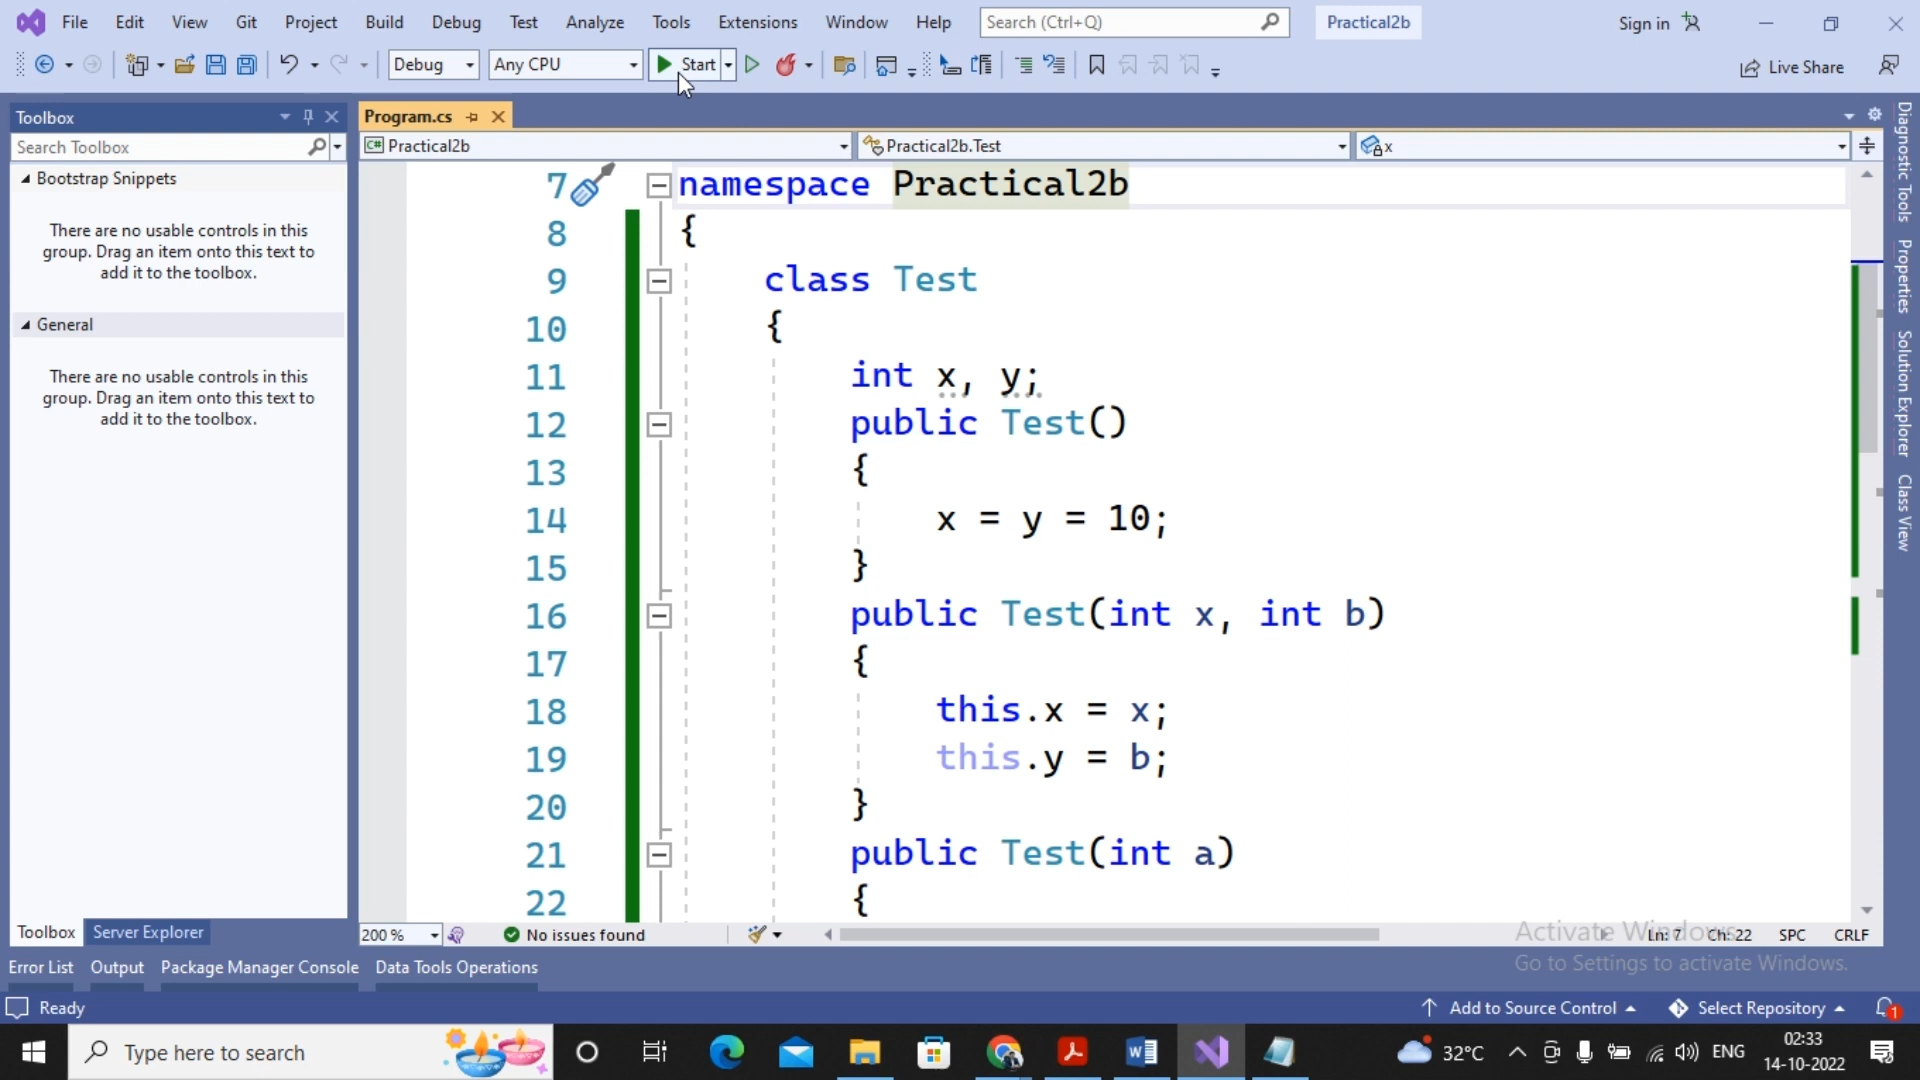 File Edit View Git Project Build Debug Test Analyze Tools Extensions Window Help Search (Ctrl+Q) Practical2b Sign in
Debug Any CPU Start Live Share
Toolbox Program.cs
Search Toolbox Practical2b Practical2b.Test x
Bootstrap Snippets
There are no usable controls in this
group. Drag an item onto this text to
add it to the toolbox.
General
There are no usable controls in this
group. Drag an item onto this text to
add it to the toolbox.
7 namespace Practical2b
8 {
9 class Test
10 {
11 int x, y;
12 public Test()
13 {
14 x = y = 10;
15 }
16 public Test(int x, int b)
17 {
18 this.x = x;
19 this.y = b;
20 }
21 public Test(int a)
22 {
Diagnostic Tools
Properties
Solution Explorer
Class View
Toolbox Server Explorer 200 % No issues found Ln: 7 Ch: 22 SPC CRLF
Activate Windows
Go to Settings to activate Windows.
Error List Output Package Manager Console Data Tools Operations
Ready Add to Source Control Select Repository 1
Type here to search 32°C ENG 02:33
14-10-2022